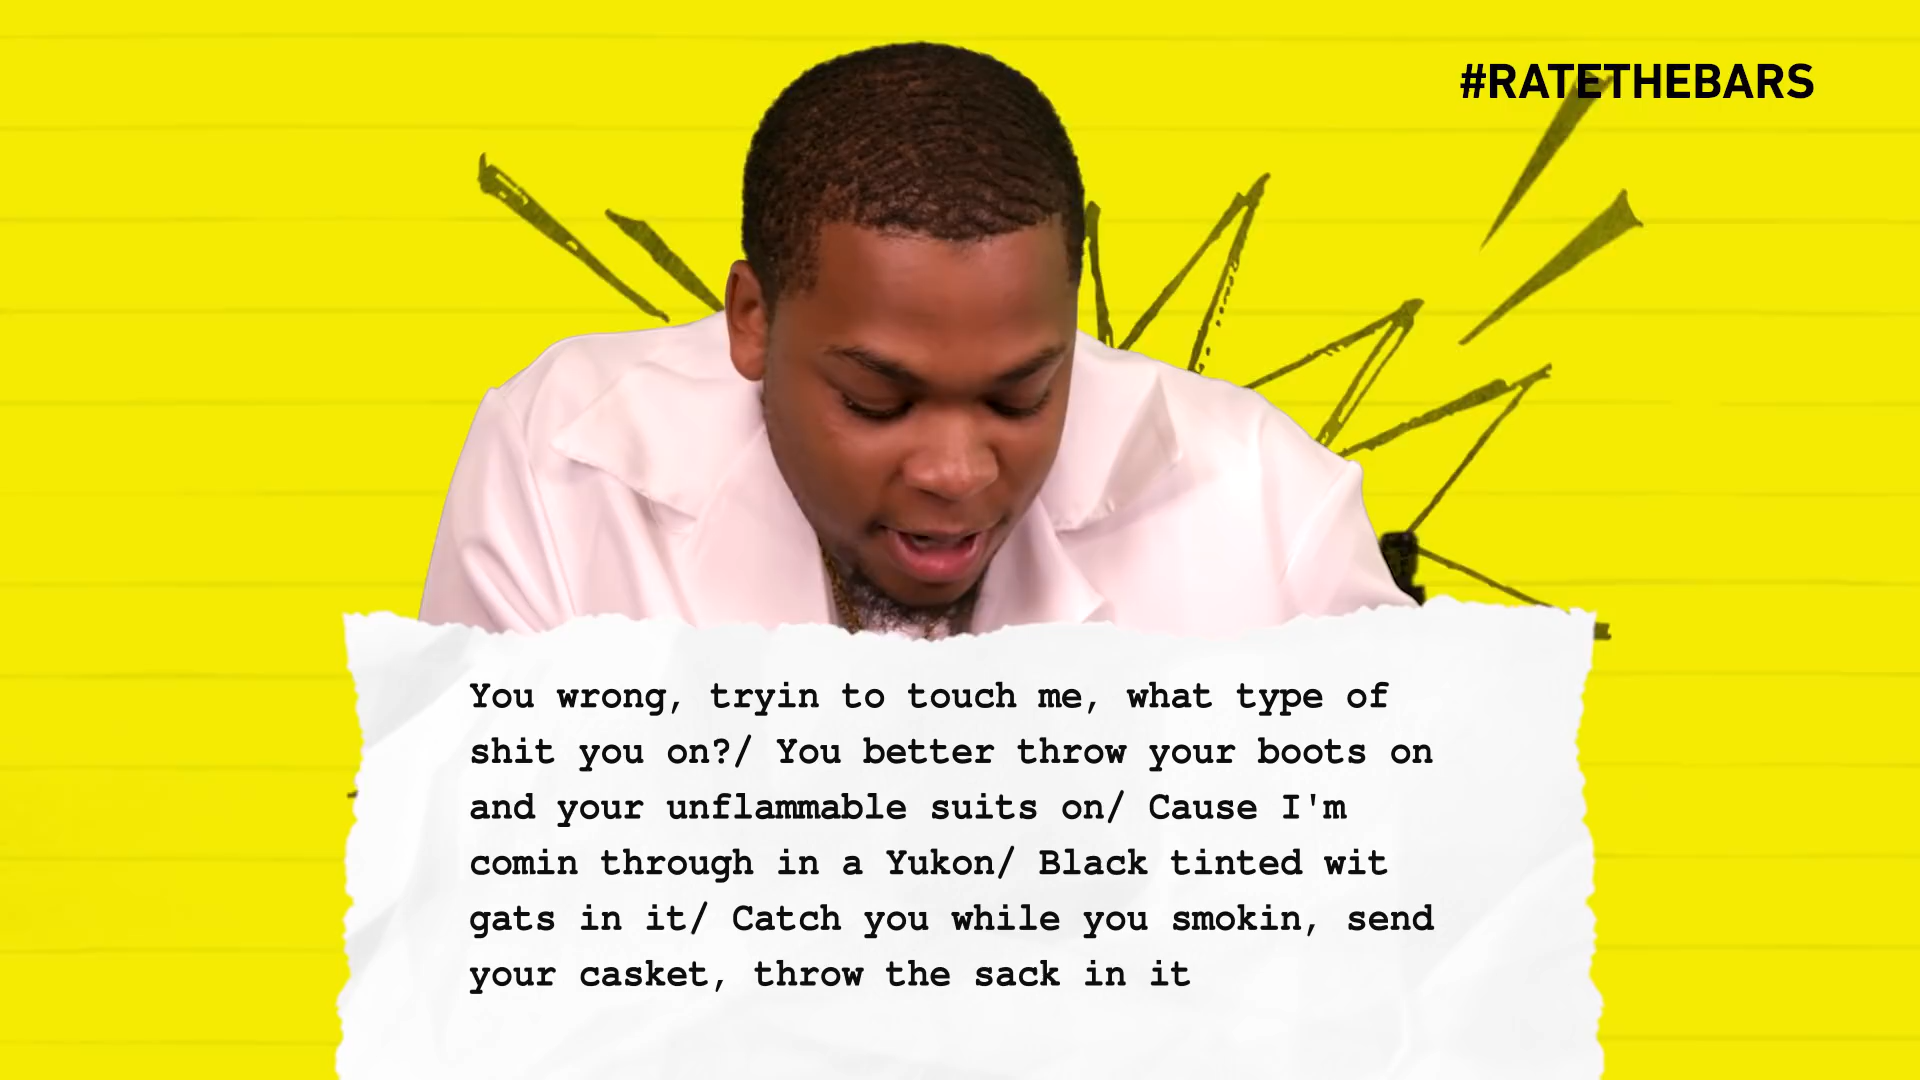 #RATETHEBARS
You wrong, tryin to touch me, what type of
shit you on?/ You better throw your boots on
and your unflammable suits on/ Cause I'm
comin through in a Yukon/ Black tinted wit
gats in it/ Catch you while you smokin, send
your casket, throw the sack in it